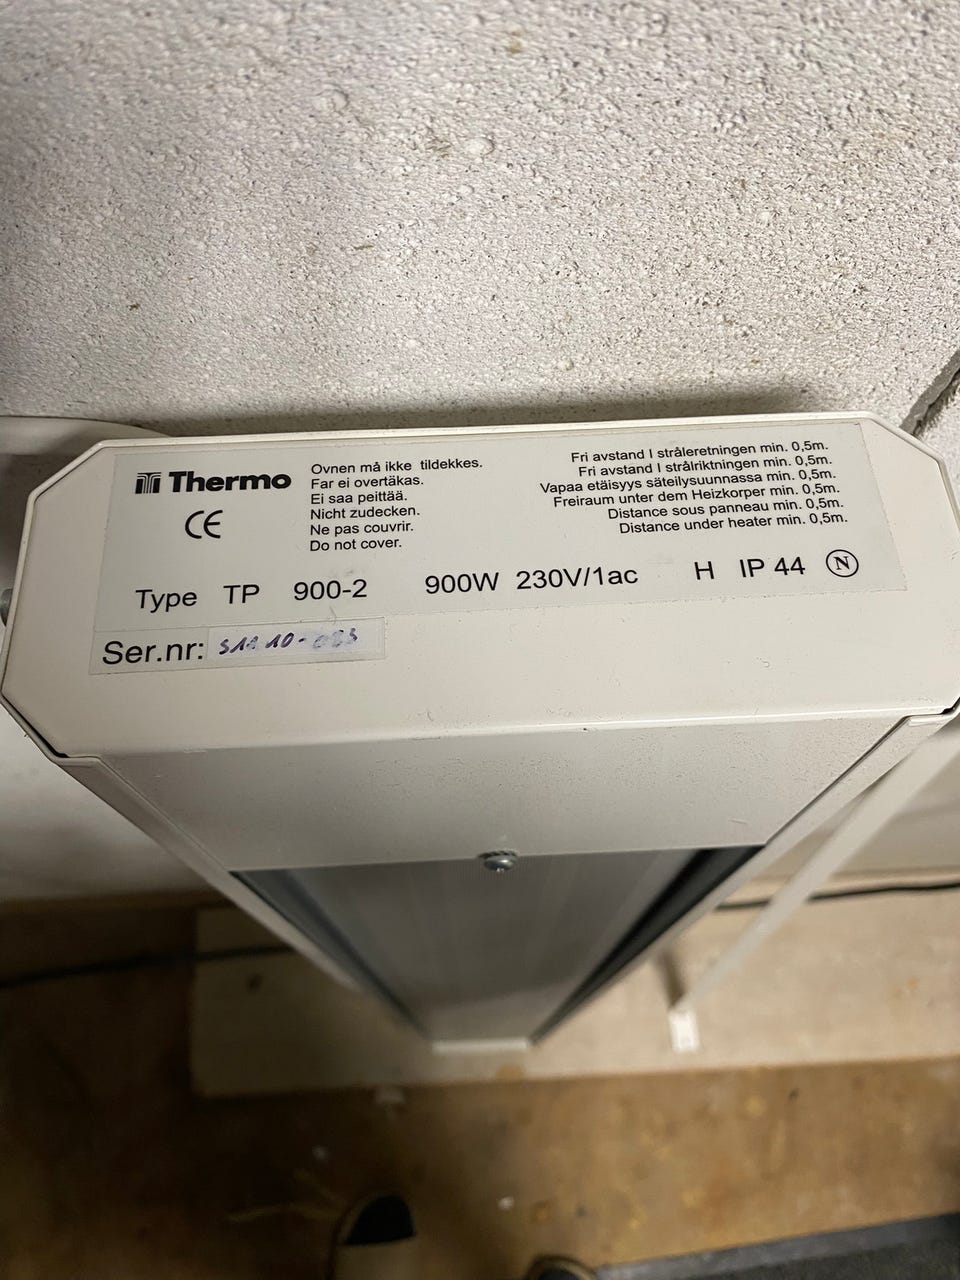 Thermo
CE
Ovnen må ikke tildekkes.
Far ei overtäkas.
Ei saa peittää.
Nicht zudecken.
Ne pas couvrir.
Do not cover.
Fri avstand I stråleretningen min. 0,5m.
Fri avstand I strålriktningen min. 0,5m.
Vapaa etäisyys säteilysuunnassa min. 0,5m.
Freiraum unter dem Heizkorper min. 0,5m.
Distance sous panneau min. 0,5m.
Distance under heater min. 0,5m.
Type TP 900-2 900W 230V/1ac H IP 44 N
Ser.nr: